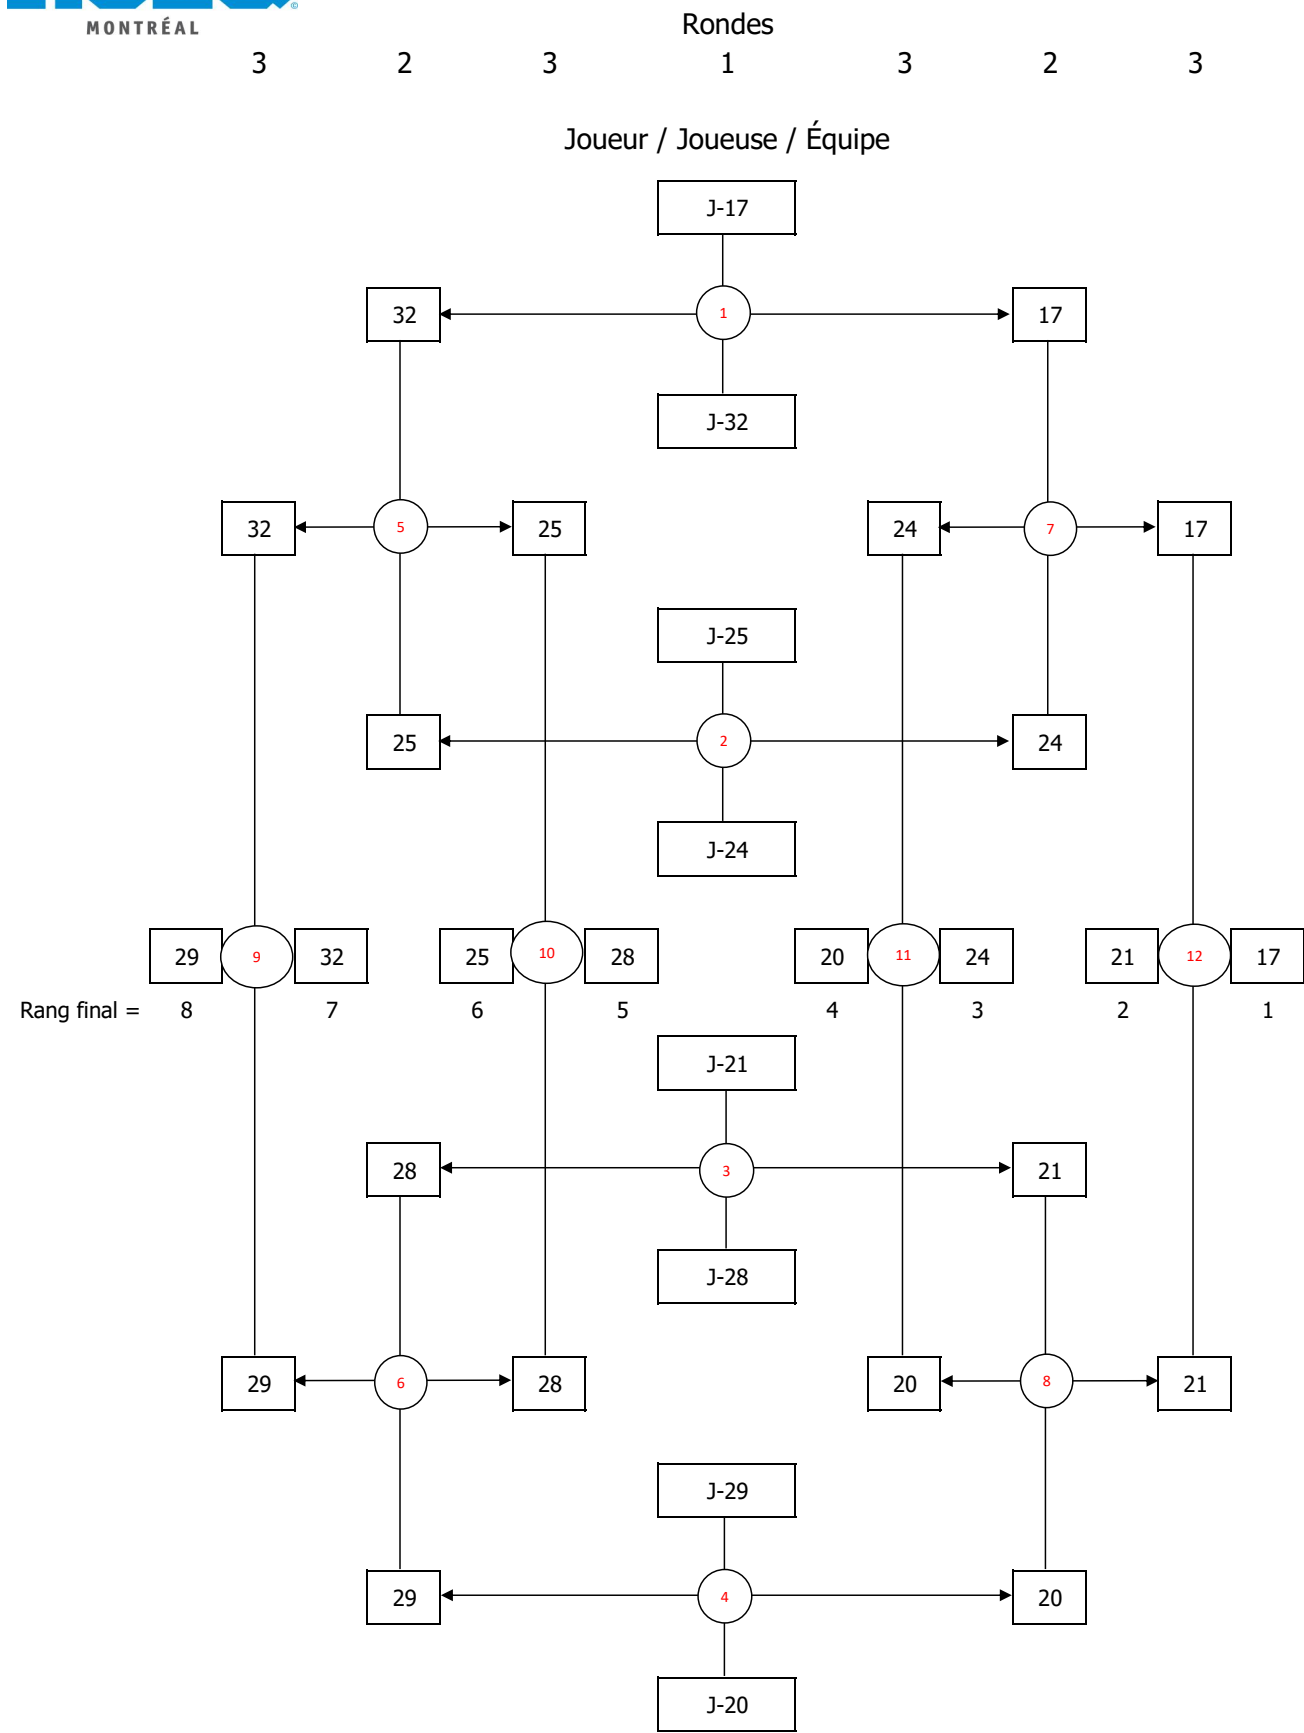 MONTRÉAL
Rondes
3 2 3 1 3 2 3
Joueur / Joueuse / Équipe
J-17
32 1 17
J-32
32 5 25 24 7 17
J-25
25 2 24
J-24
29 9 32 25 10 28 20 11 24 21 12 17
Rang final = 8 7 6 5 4 3 2 1
J-21
28 3 21
J-28
29 6 28 20 8 21
J-29
29 4 20
J-20